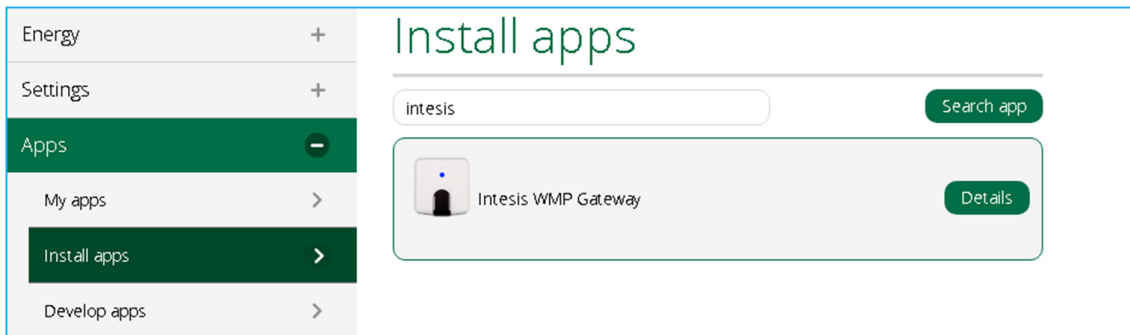 Energy
Settings
Apps
My apps
Install apps
Develop apps
Install apps
intesis
Search app
Intesis WMP Gateway
Details